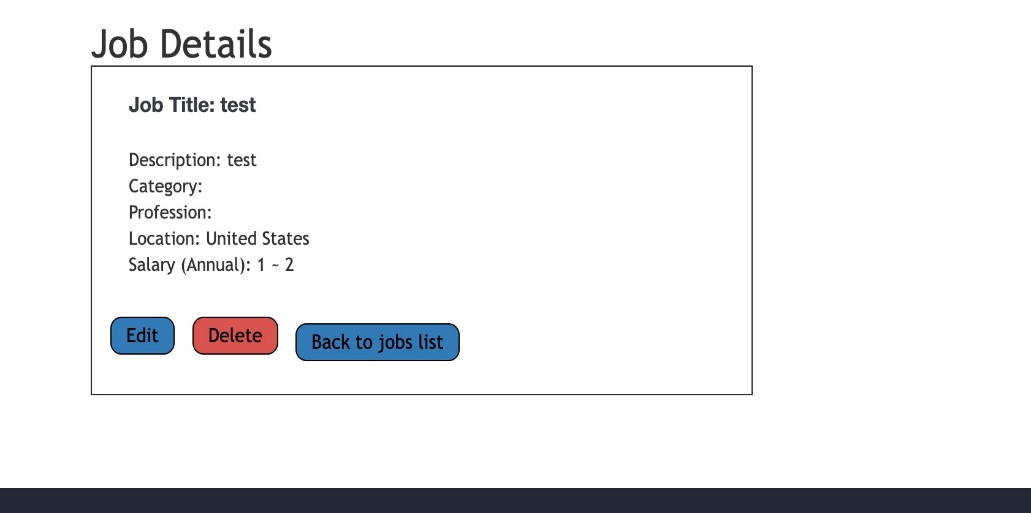 Job Details
Job Title: test
Description: test
Category:
Profession:
Location: United States
Salary (Annual): 1 ~ 2
Edit Delete Back to jobs list